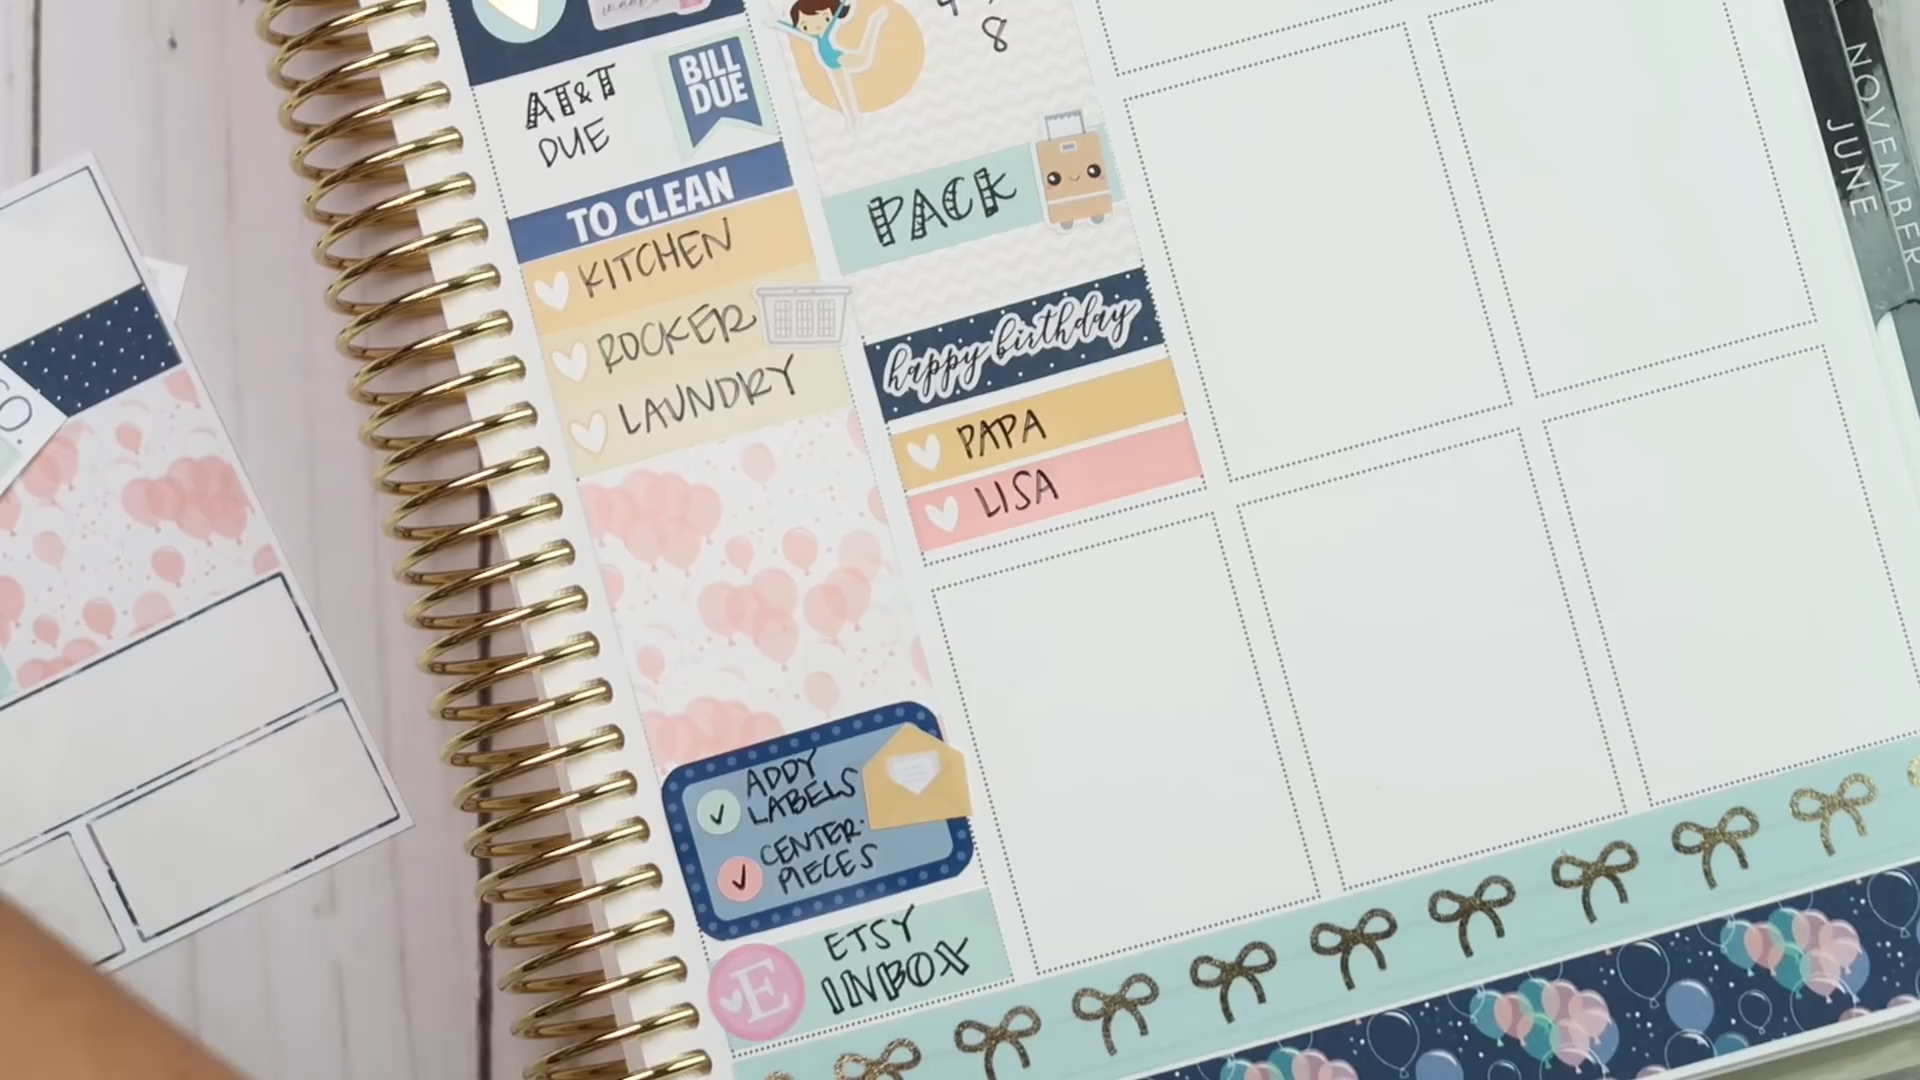 AT&T
DUE
BILL
DUE
TO CLEAN
KITCHEN
ROCKER
LAUNDRY
ADDY
LABELS
CENTER-
PIECES
E
ETSY
INBOX
8
PACK
happy birthday
PAPA
LISA
NOVEMBER
JUNE
CO.